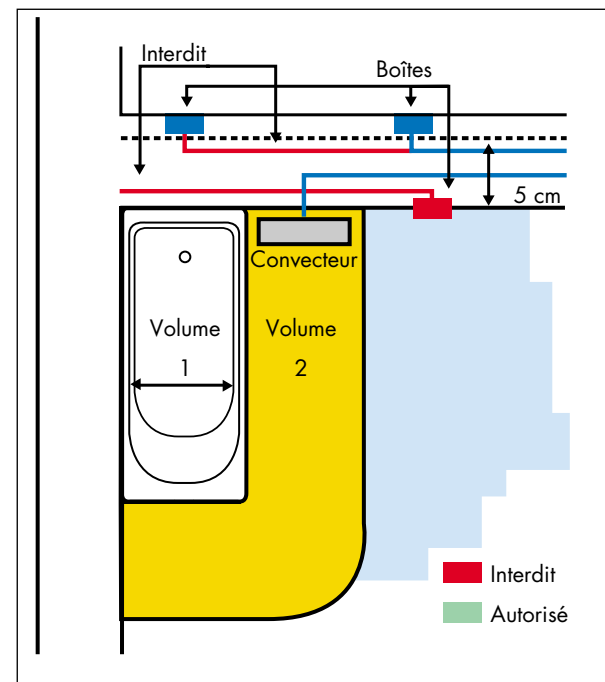 Interdit
Boîtes
5 cm
Convecteur
Volume
1
Volume
2
Interdit
Autorisé